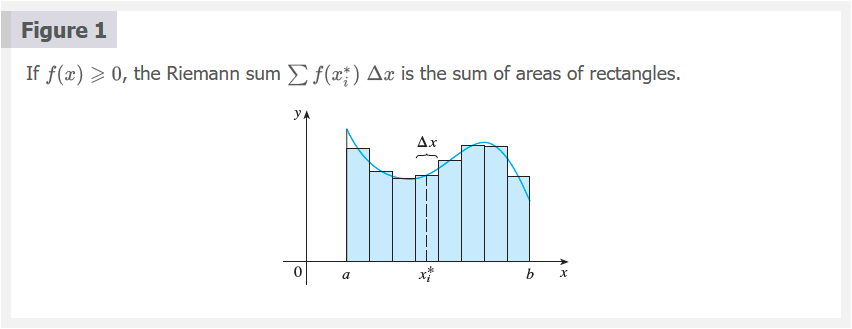 Figure 1
If f(x) ⩾ 0, the Riemann sum ∑ f(xᵢ*) Δx is the sum of areas of rectangles.
y
Δx
0
a
xᵢ*
b
x